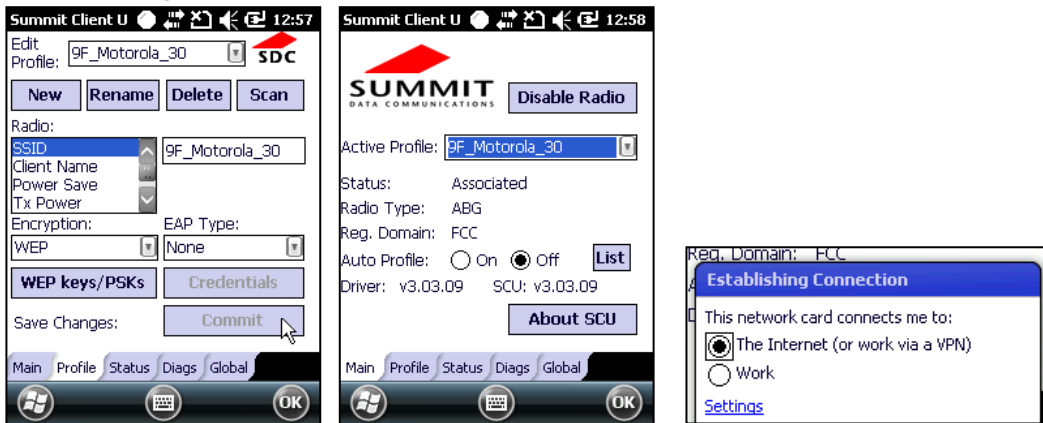 Summit Client U 12:57
Edit
Profile: 9F_Motorola_30
SDC
New Rename Delete Scan
Radio:
SSID 9F_Motorola_30
Client Name
Power Save
Tx Power
Encryption: EAP Type:
WEP None
WEP keys/PSKs Credentials
Save Changes: Commit
Main Profile Status Diags Global
OK
Summit Client U 12:58
SUMMIT
DATA COMMUNICATIONS
Disable Radio
Active Profile: 9F_Motorola_30
Status: Associated
Radio Type: ABG
Reg. Domain: FCC
Auto Profile: On Off List
Driver: v3.03.09 SCU: v3.03.09
About SCU
Main Profile Status Diags Global
OK
Reg. Domain: FCC
Establishing Connection
This network card connects me to:
The Internet (or work via a VPN)
Work
Settings